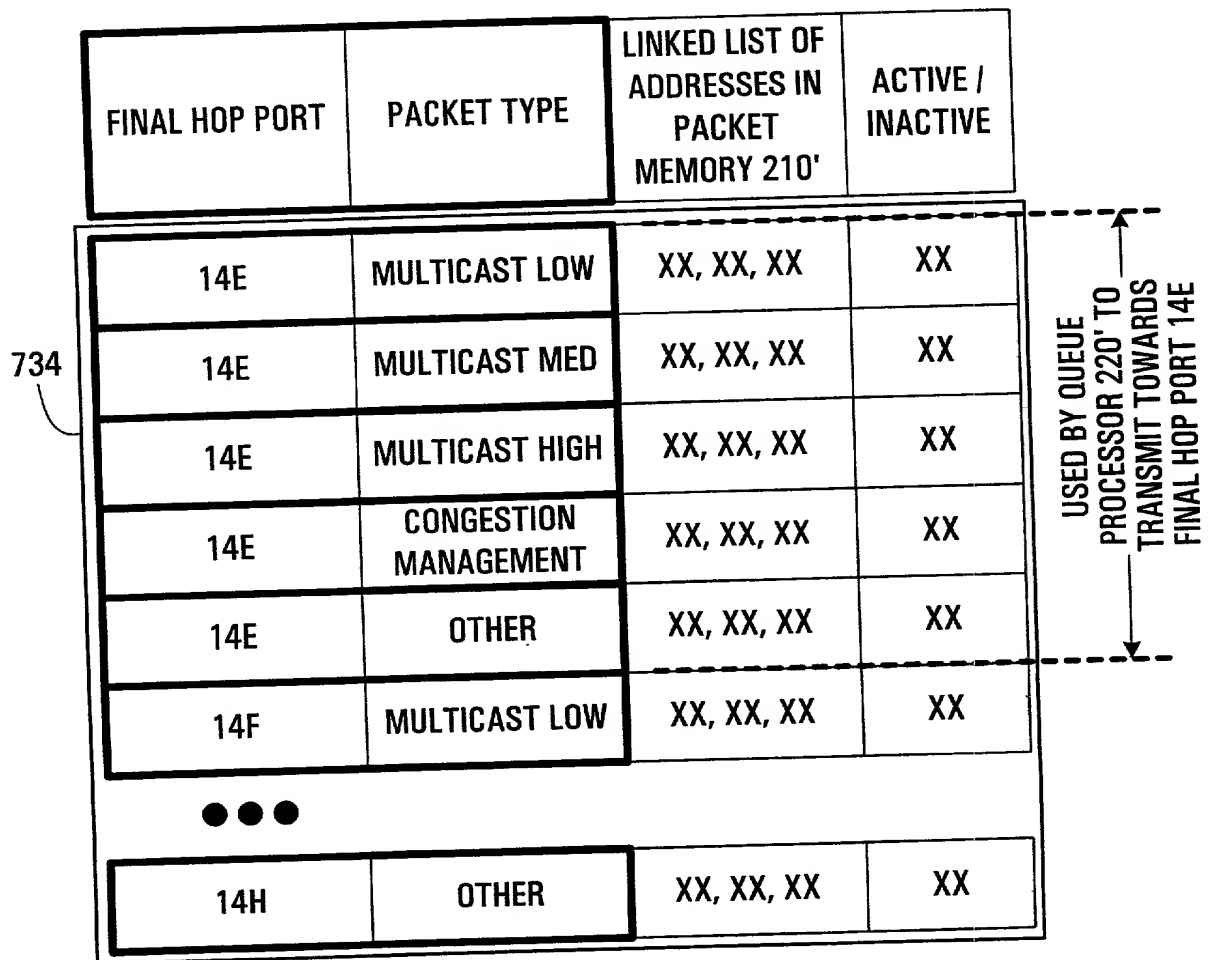 FINAL HOP PORT
PACKET TYPE
LINKED LIST OF
ADDRESSES IN
PACKET
MEMORY 210'
ACTIVE /
INACTIVE
734
14E
MULTICAST LOW
XX, XX, XX
XX
14E
MULTICAST MED
XX, XX, XX
XX
14E
MULTICAST HIGH
XX, XX, XX
XX
14E
CONGESTION
MANAGEMENT
XX, XX, XX
XX
14E
OTHER
XX, XX, XX
XX
14F
MULTICAST LOW
XX, XX, XX
XX
14H
OTHER
XX, XX, XX
XX
USED BY QUEUE
PROCESSOR 220' TO
TRANSMIT TOWARDS
FINAL HOP PORT 14E